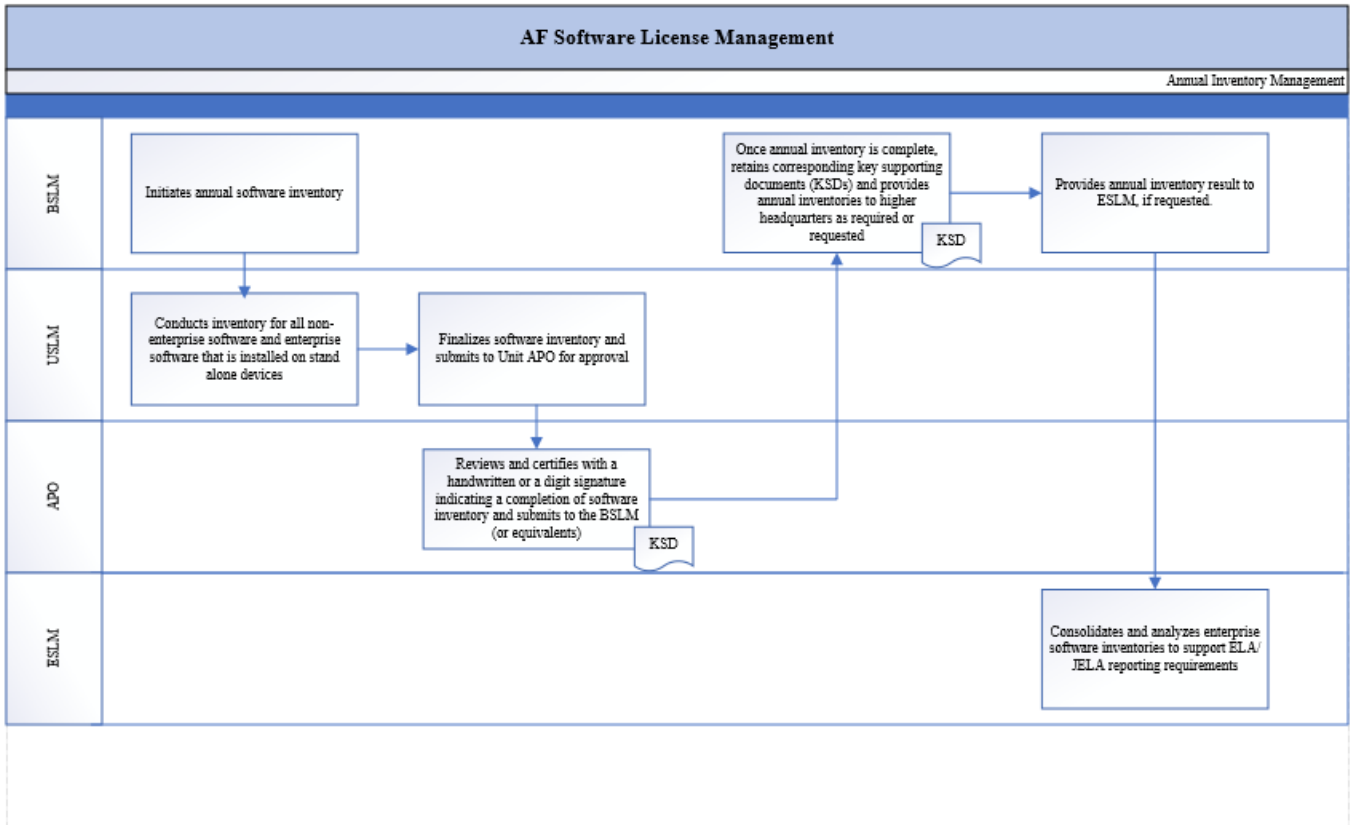 AF Software License Management
Annual Inventory Management
BSLM
Initiates annual software inventory
Once annual inventory is complete,
retains corresponding key supporting
documents (KSDs) and provides
annual inventories to higher
headquarters as required or
requested
KSD
Provides annual inventory result to
ESLM, if requested.
USLM
Conducts inventory for all non-
enterprise software and enterprise
software that is installed on stand
alone devices
Finalizes software inventory and
submits to Unit APO for approval
APO
Reviews and certifies with a
handwritten or a digit signature
indicating a completion of software
inventory and submits to the BSLM
(or equivalents)
KSD
ESLM
Consolidates and analyzes enterprise
software inventories to support ELA/
JELA reporting requirements